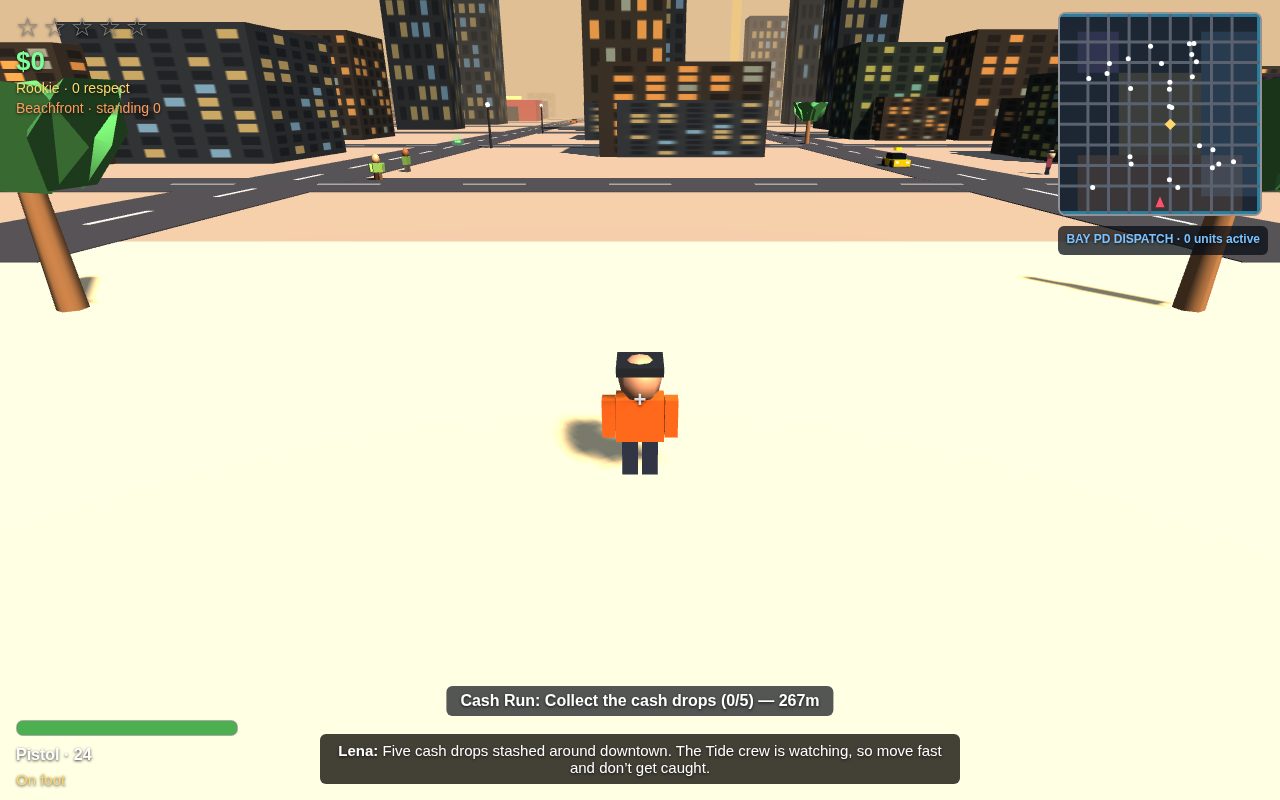 ☆ ☆ ☆ ☆ ☆
$0
Rookie · 0 respect
Beachfront · standing 0
BAY PD DISPATCH · 0 units active
Cash Run: Collect the cash drops (0/5) — 267m
Lena: Five cash drops stashed around downtown. The Tide crew is watching, so move fast
and don’t get caught.
Pistol · 24
On foot